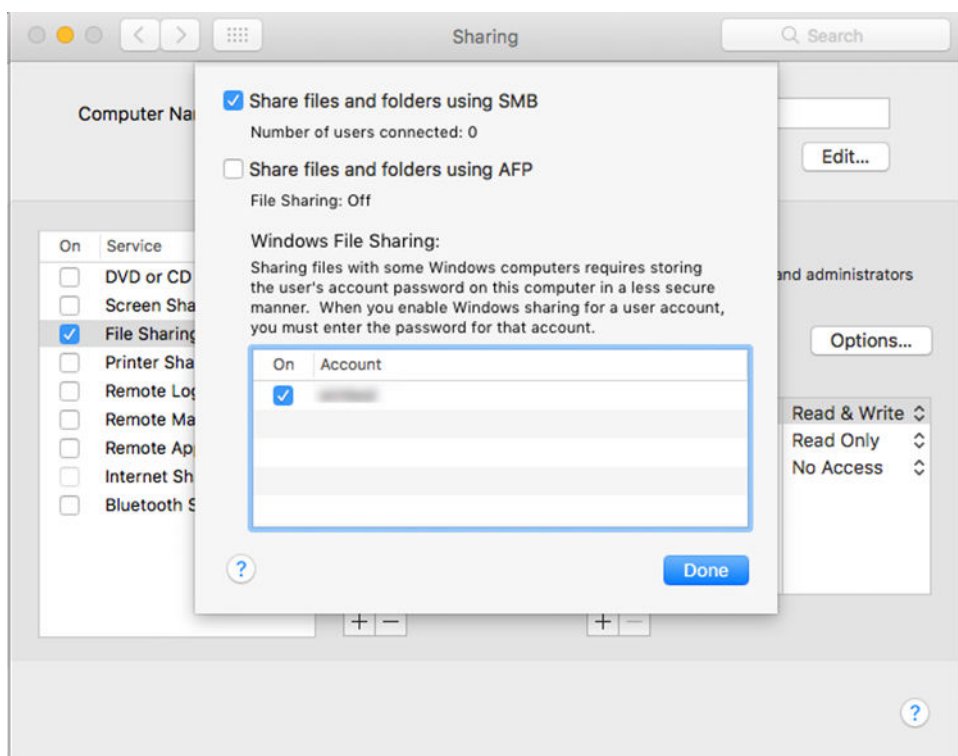 Sharing
Search
Computer Na
Edit...
Share files and folders using SMB
Number of users connected: 0
Share files and folders using AFP
File Sharing: Off
Windows File Sharing:
Sharing files with some Windows computers requires storing
the user's account password on this computer in a less secure
manner. When you enable Windows sharing for a user account,
you must enter the password for that account.
On Account
Done
?
On Service
DVD or CD
Screen Sha
File Sharing
Printer Sha
Remote Log
Remote Ma
Remote Ap
Internet Sh
Bluetooth S
and administrators
Options...
Read & Write
Read Only
No Access
+ −
+ −
?